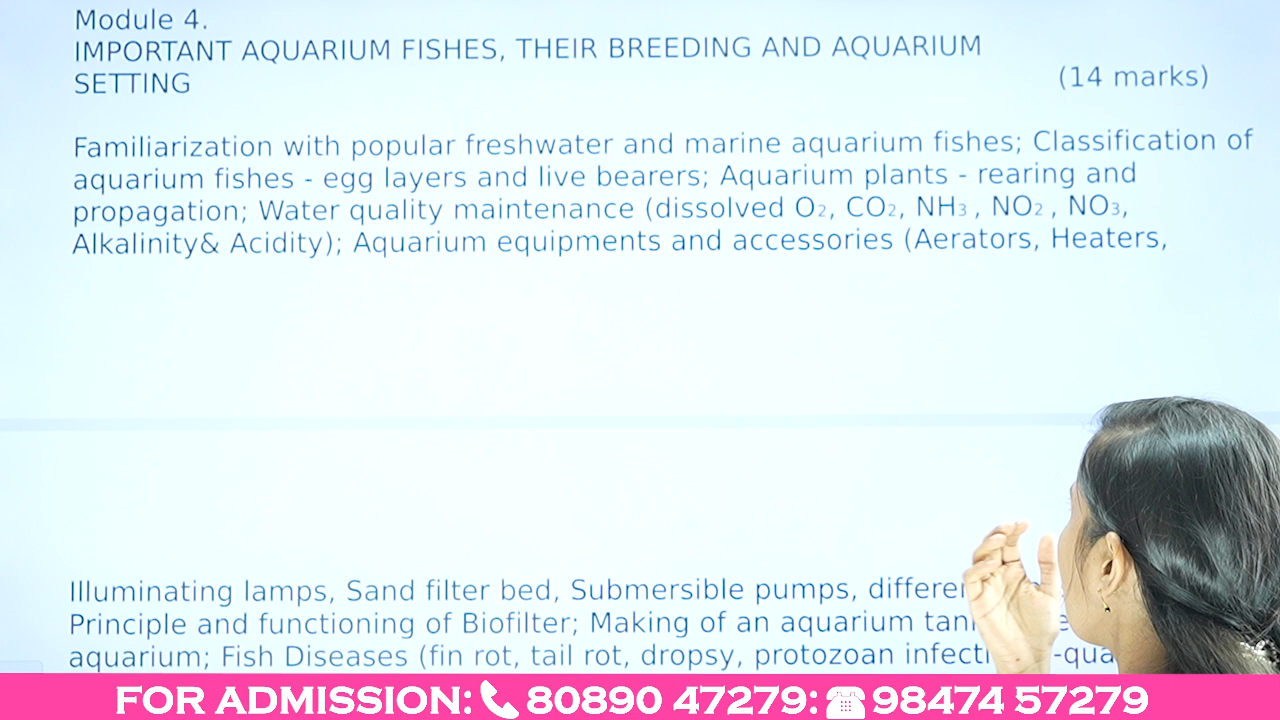 Module 4.
IMPORTANT AQUARIUM FISHES, THEIR BREEDING AND AQUARIUM
SETTING (14 marks)
Familiarization with popular freshwater and marine aquarium fishes; Classification of
aquarium fishes - egg layers and live bearers; Aquarium plants - rearing and
propagation; Water quality maintenance (dissolved O₂, CO₂, NH₃ , NO₂ , NO₃,
Alkalinity& Acidity); Aquarium equipments and accessories (Aerators, Heaters,
Illuminating lamps, Sand filter bed, Submersible pumps,
Principle and functioning of Biofilter; Making of an aquarium
aquarium; Fish Diseases (fin rot, tail rot, dropsy, protozoan
FOR ADMISSION: 80890 47279: 98474 57279